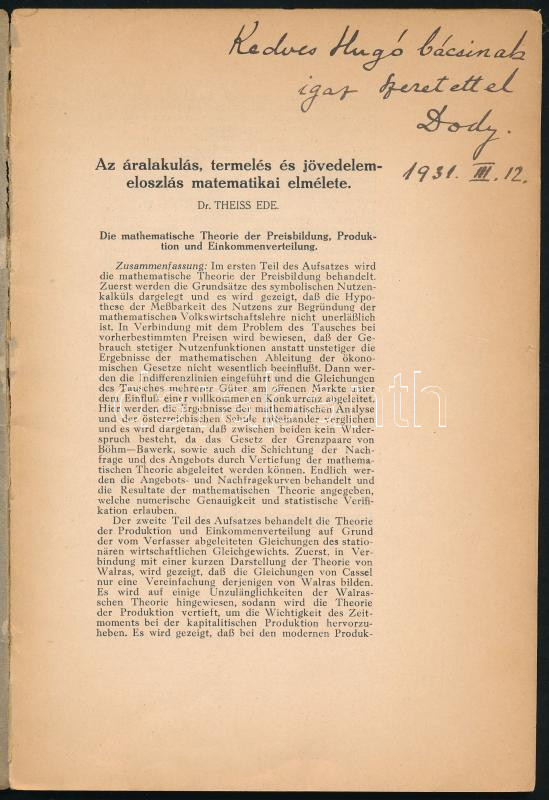 Kedves Hugó bácsinak
igaz szeretettel
Dody.
1931. III. 12.
Az áralakulás, termelés és jövedelem-
eloszlás matematikai elmélete.
Dr. THEISS EDE.
Die mathematische Theorie der Preisbildung, Produk-
tion und Einkommenverteilung.
Zusammenfassung: Im ersten Teil des Aufsatzes wird
die mathematische Theorie der Preisbildung behandelt.
Zuerst werden die Grundsätze des symbolischen Nutzen-
kalküls dargelegt und es wird gezeigt, daß die Hypo-
these der Meßbarkeit des Nutzens zur Begründung der
mathematischen Volkswirtschaftslehre nicht unerläßlich
ist. In Verbindung mit dem Problem des Tausches bei
vorherbestimmten Preisen wird bewiesen, daß der Ge-
brauch stetiger Nutzenfunktionen anstatt unstetiger die
Ergebnisse der mathematischen Ableitung der ökono-
mischen Gesetze nicht wesentlich beeinflußt. Dann wer-
den die Indifferenzlinien eingeführt und die Gleichungen
des Tausches mehrerer Güter am offenen Markte unter
dem Einfluß einer vollkommenen Konkurrenz abgeleitet.
Hier werden die Ergebnisse der mathematischen Analyse
und der österreichischen Schule miteinander verglichen
und es wird dargetan, daß zwischen beiden kein Wider-
spruch besteht, da das Gesetz der Grenzpaare von
Böhm—Bawerk, sowie auch die Schichtung der Nach-
frage und des Angebots durch Vertiefung der mathema-
tischen Theorie abgeleitet werden können. Endlich wer-
den die Angebots- und Nachfragekurven behandelt und
die Resultate der mathematischen Theorie angegeben,
welche numerische Genauigkeit und statistische Verifi-
kation erlauben.
Der zweite Teil des Aufsatzes behandelt die Theorie
der Produktion und Einkommenverteilung auf Grund
der vom Verfasser abgeleiteten Gleichungen des statio-
nären wirtschaftlichen Gleichgewichts. Zuerst, in Ver-
bindung mit einer kurzen Darstellung der Theorie von
Walras, wird gezeigt, daß die Gleichungen von Cassel
nur eine Vereinfachung derjenigen von Walras bilden.
Es wird auf einige Unzulänglichkeiten der Walras-
schen Theorie hingewiesen, sodann wird die Theorie
der Produktion vertieft, um die Wichtigkeit des Zeit-
moments bei der kapitalitischen Produktion hervorzu-
heben. Es wird gezeigt, daß bei den modernen Produk-